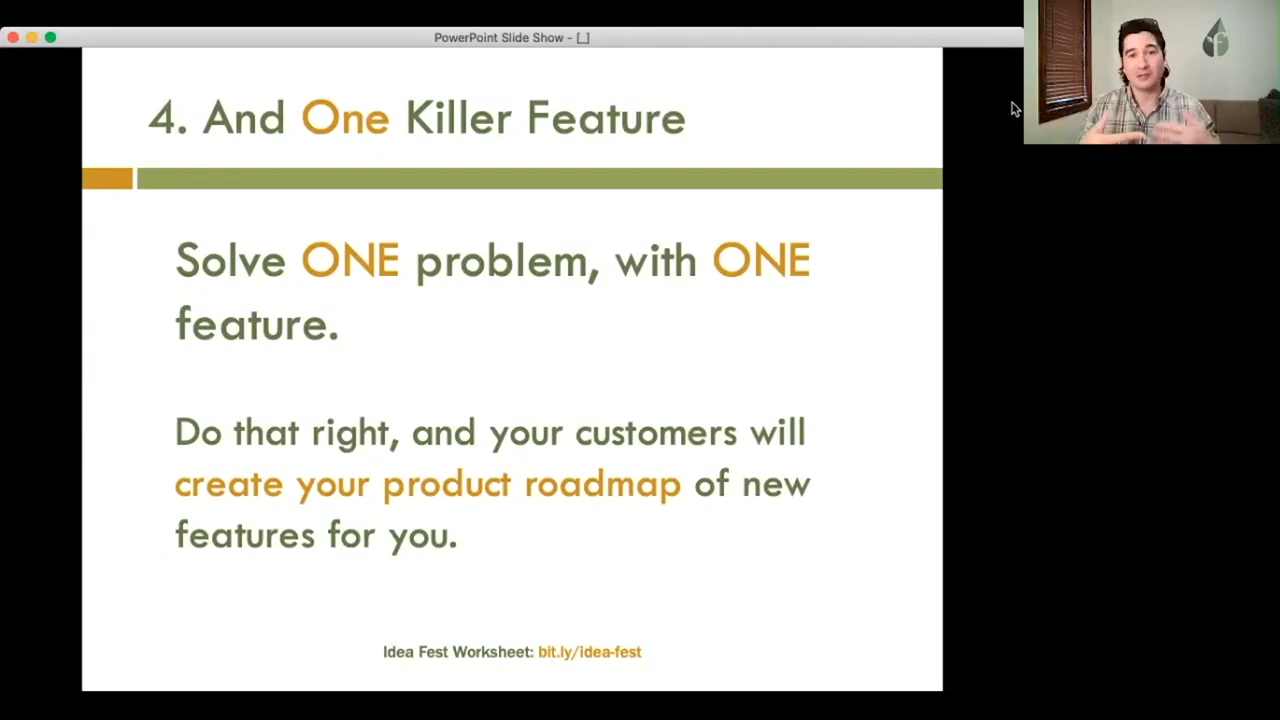 PowerPoint Slide Show - [_]
4. And One Killer Feature
Solve ONE problem, with ONE
feature.
Do that right, and your customers will
create your product roadmap of new
features for you.
Idea Fest Worksheet: bit.ly/idea-fest
f